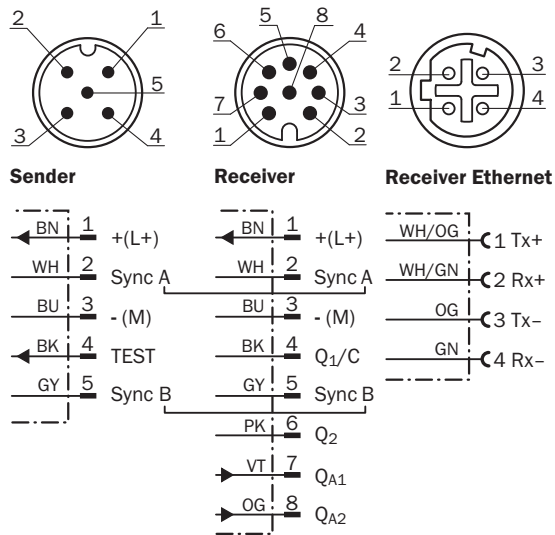 2 1
5
3 4
Sender
5 8
6 4
7 3
1 2
Receiver
2 3
1 4
Receiver Ethernet
BN 1 +(L+)
WH 2 Sync A
BU 3 - (M)
BK 4 TEST
GY 5 Sync B
BN 1 +(L+)
WH 2 Sync A
BU 3 - (M)
BK 4 Q1/C
GY 5 Sync B
PK 6 Q2
VT 7 QA1
OG 8 QA2
WH/OG 1 Tx+
WH/GN 2 Rx+
OG 3 Tx–
GN 4 Rx–